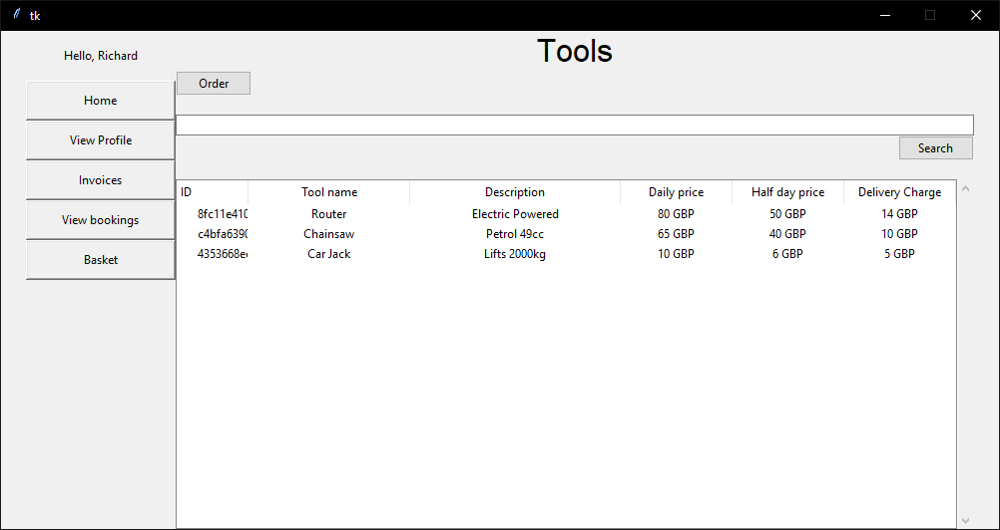 tk
Hello, Richard
Tools
Order
Home
View Profile
Invoices
View bookings
Basket
Search
ID Tool name Description Daily price Half day price Delivery Charge
8fc11e410 Router Electric Powered 80 GBP 50 GBP 14 GBP
c4bfa6390 Chainsaw Petrol 49cc 65 GBP 40 GBP 10 GBP
4353668e Car Jack Lifts 2000kg 10 GBP 6 GBP 5 GBP